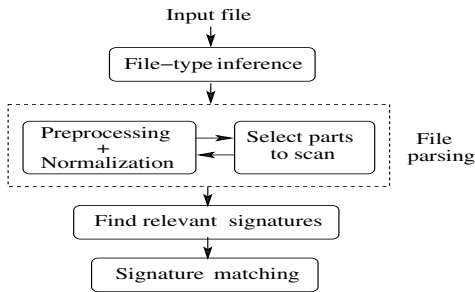 Input file
File-type inference
Preprocessing
+
Normalization
Select parts
to scan
File
parsing
Find relevant signatures
Signature matching